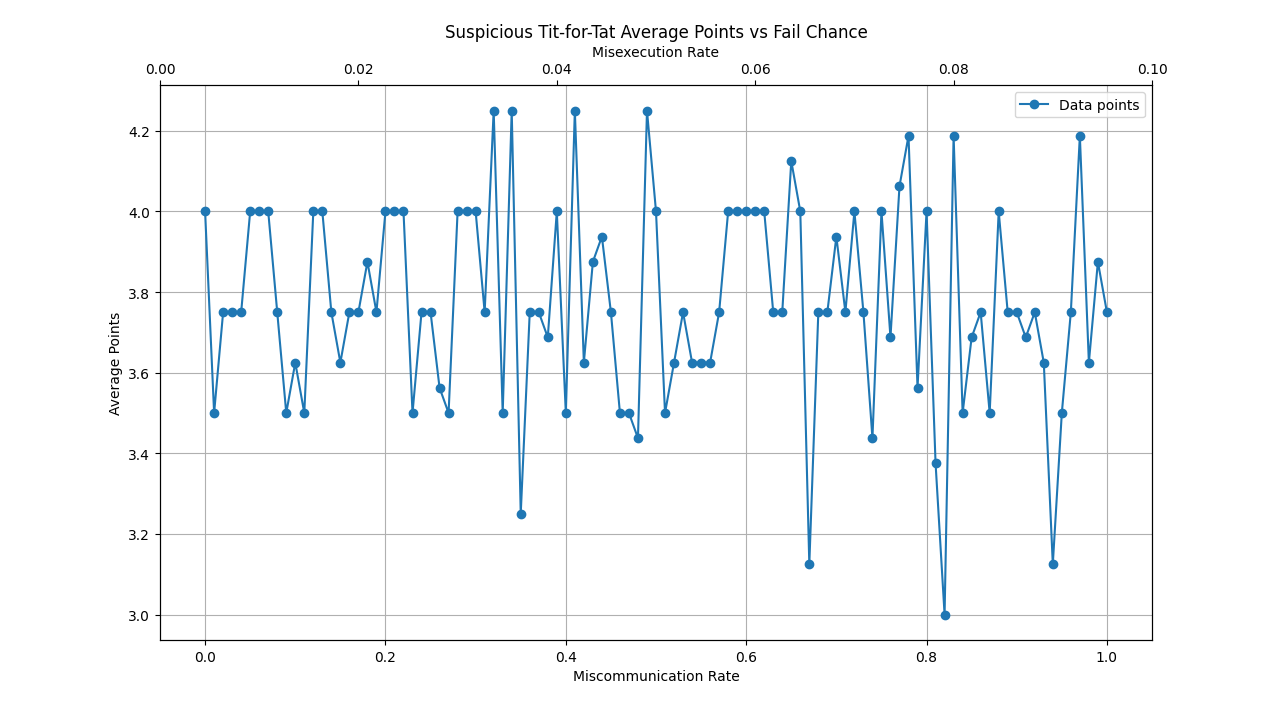 Suspicious Tit-for-Tat Average Points vs Fail Chance
Misexecution Rate
0.00 0.02 0.04 0.06 0.08 0.10
Data points
Average Points
4.2
4.0
3.8
3.6
3.4
3.2
3.0
0.0 0.2 0.4 0.6 0.8 1.0
Miscommunication Rate